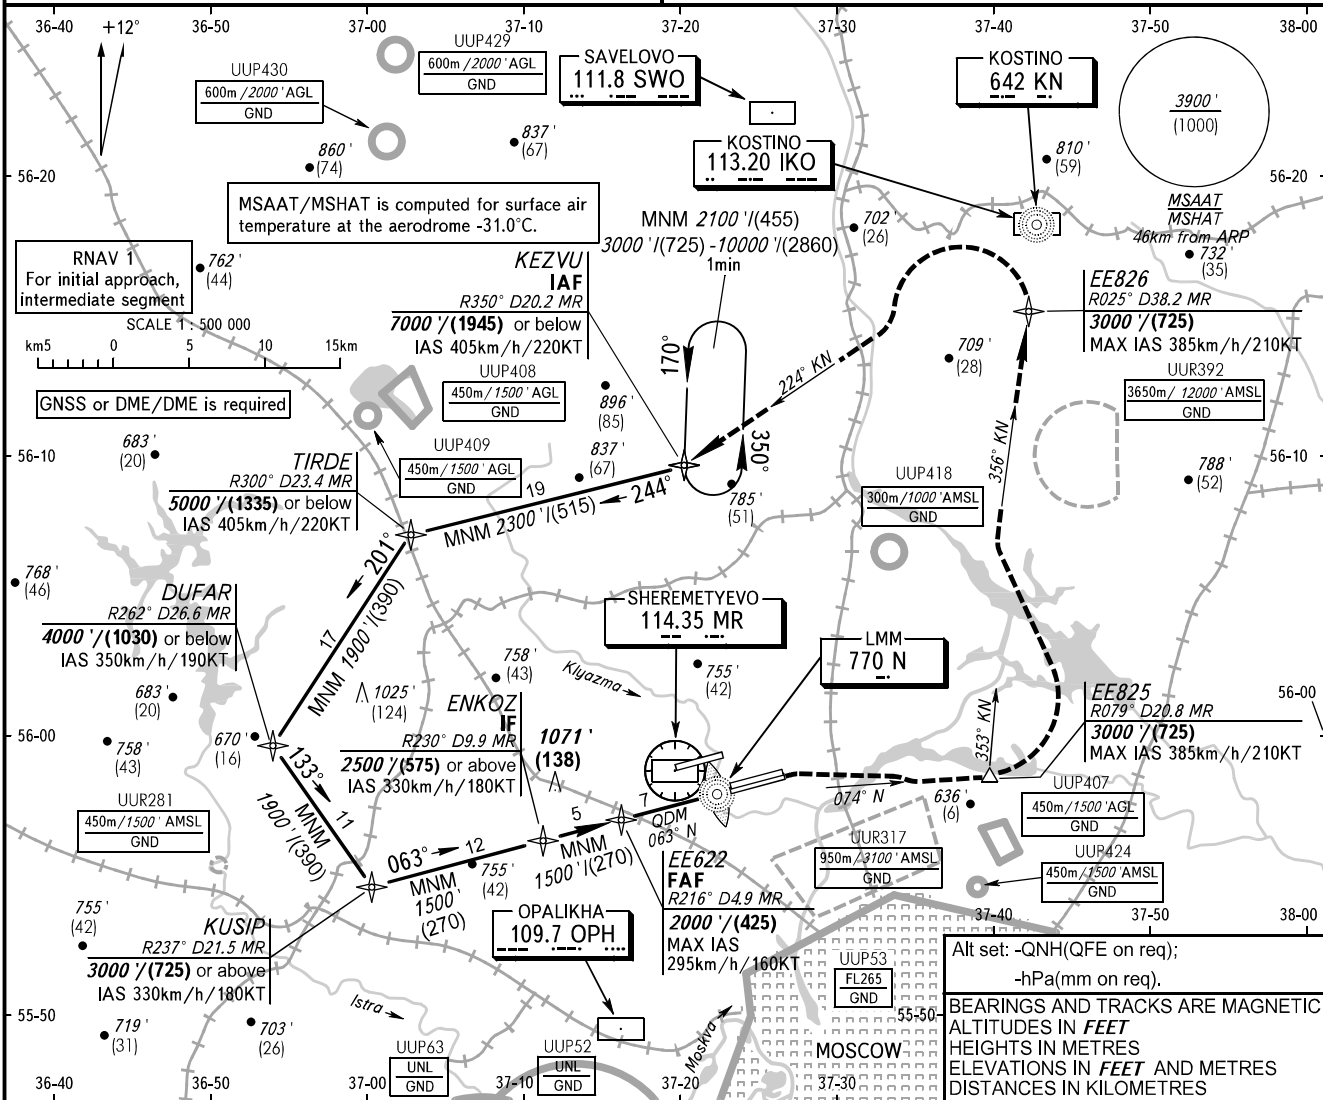 36-40
36-50
37-00
37-10
37-20
37-30
37-40
37-50
38-00
+12°
UUP430
600m/2000'AGL
GND
UUP429
600m/2000'AGL
GND
SAVELOVO
111.8 SWO
KOSTINO
642 KN
KOSTINO
113.20 IKO
3900'
(1000)
MSAAT
MSHAT
46km from ARP
860'
(74)
837'
(67)
810'
(59)
56-20
56-20
MSAAT/MSHAT is computed for surface air
temperature at the aerodrome -31.0°C.
MNM 2100'/(455)
3000'/(725)-10000'/(2860)
1min
702'
(26)
732'
(35)
RNAV 1
For initial approach,
intermediate segment
762'
(44)
KEZVU
IAF
R350° D20.2 MR
7000'/(1945) or below
IAS 405km/h/220KT
EE826
R025° D38.2 MR
3000'/(725)
MAX IAS 385km/h/210KT
SCALE 1 : 500 000
km5
0
5
10
15km
GNSS or DME/DME is required
UUP408
450m/1500'AGL
GND
896'
(85)
170°
350°
224° KN
709'
(28)
UUR392
3650m/12000'AMSL
GND
683'
(20)
56-10
56-10
UUP409
450m/1500'AGL
GND
837'
(67)
785'
(51)
356° KN
788'
(52)
TIRDE
R300° D23.4 MR
5000'/(1335) or below
IAS 405km/h/220KT
19
244°
MNM 2300'/(515)
UUP418
300m/1000'AMSL
GND
768'
(46)
201°
17
MNM 1900'/(390)
DUFAR
R262° D26.6 MR
4000'/(1030) or below
IAS 350km/h/190KT
SHEREMETYEVO
114.35 MR
LMM
770 N
758'
(43)
Klyazma
755'
(42)
683'
(20)
1025'
(124)
ENKOZ
IF
R230° D9.9 MR
2500'/(575) or above
IAS 330km/h/180KT
1071'
(138)
353° KN
EE825
R079° D20.8 MR
3000'/(725)
MAX IAS 385km/h/210KT
56-00
56-00
758'
(43)
670'
(16)
133°
11
MNM
1900'/(390)
UUR281
450m/1500'AMSL
GND
074° N
636'
(6)
UUP407
450m/1500'AGL
GND
7
QDM
063° N
5
MNM
1500'/(270)
063°
12
MNM
1500'
(270)
755'
(42)
UUR317
950m/3100'AMSL
GND
UUP424
450m/1500'AMSL
GND
EE622
FAF
R216° D4.9 MR
2000'/(425)
MAX IAS
295km/h/160KT
755'
(42)
KUSIP
R237° D21.5 MR
3000'/(725) or above
IAS 330km/h/180KT
OPALIKHA
109.7 OPH
37-40
37-50
38-00
UUP53
FL265
GND
Alt set: -QNH(QFE on req);
-hPa(mm on req).
BEARINGS AND TRACKS ARE MAGNETIC
ALTITUDES IN FEET
HEIGHTS IN METRES
ELEVATIONS IN FEET AND METRES
DISTANCES IN KILOMETRES
55-50
55-50
719'
(31)
703'
(26)
Istra
Moskva
MOSCOW
UUP63
UNL
GND
UUP52
UNL
GND
36-40
36-50
37-00
37-10
37-20
37-30